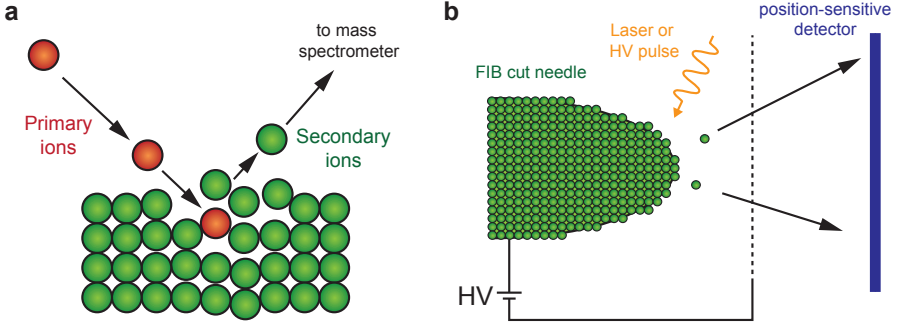 a
to mass
spectrometer
Primary
ions
Secondary
ions
b
position-sensitive
detector
Laser or
HV pulse
FIB cut needle
HV